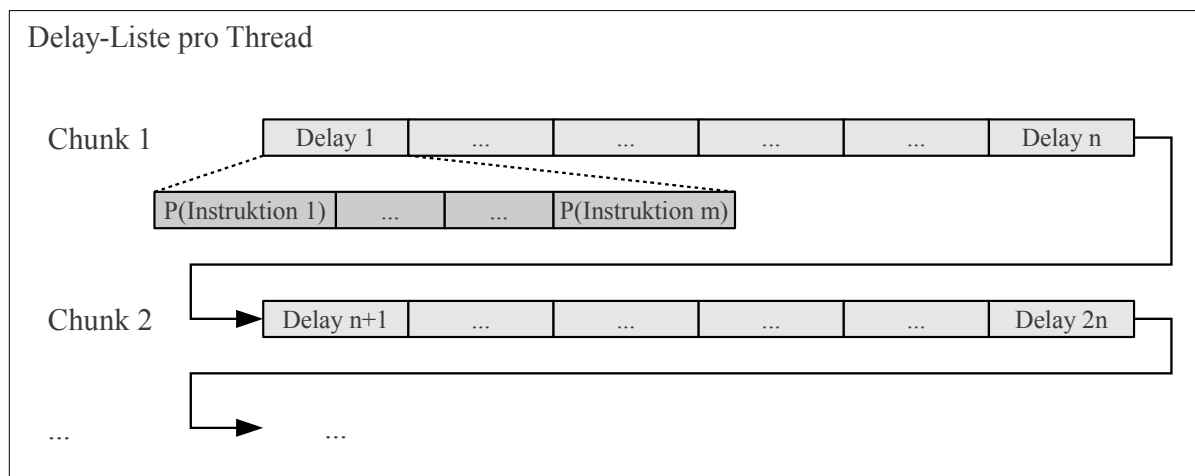 Delay-Liste pro Thread
Chunk 1 Delay 1 ... ... ... ... Delay n
P(Instruktion 1) ... ... P(Instruktion m)
Chunk 2 Delay n+1 ... ... ... ... Delay 2n
... ...